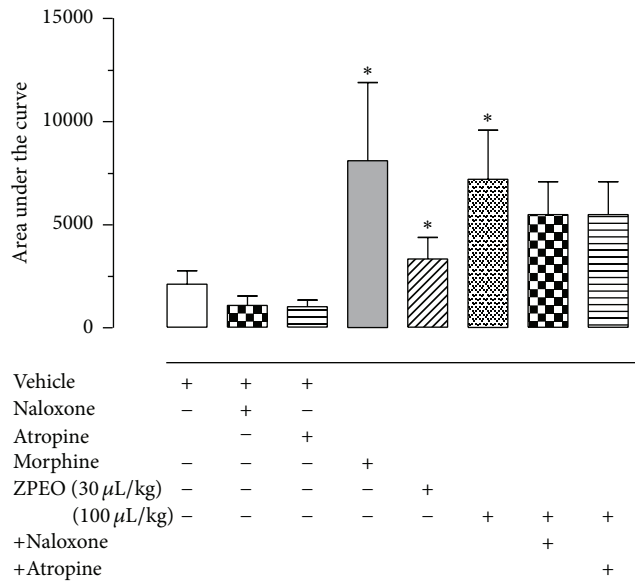 15000
10000
5000
0
Area under the curve
*
*
*
Vehicle + + +
Naloxone − + −
Atropine − +
Morphine − − − +
ZPEO (30 μL/kg) − − − − +
(100 μL/kg) − − − − − + + +
+Naloxone − − − − − − +
+Atropine − − − − − − +